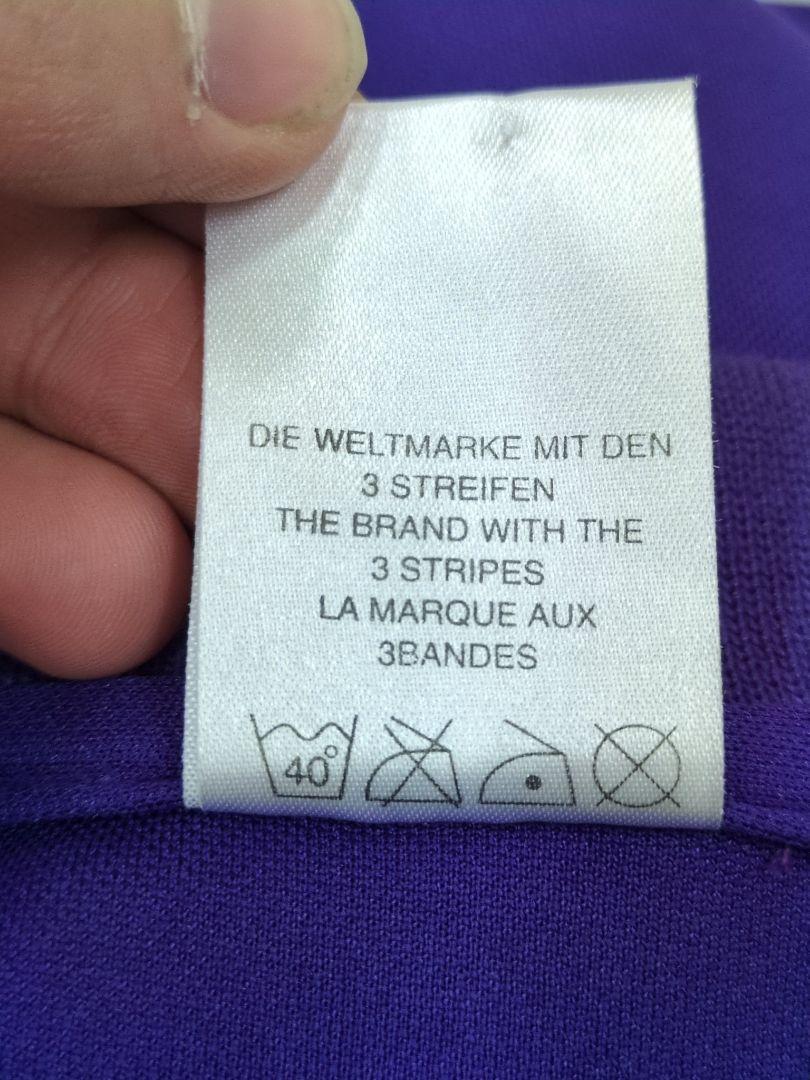 DIE WELTMARKE MIT DEN
3 STREIFEN
THE BRAND WITH THE
3 STRIPES
LA MARQUE AUX
3BANDES
40°